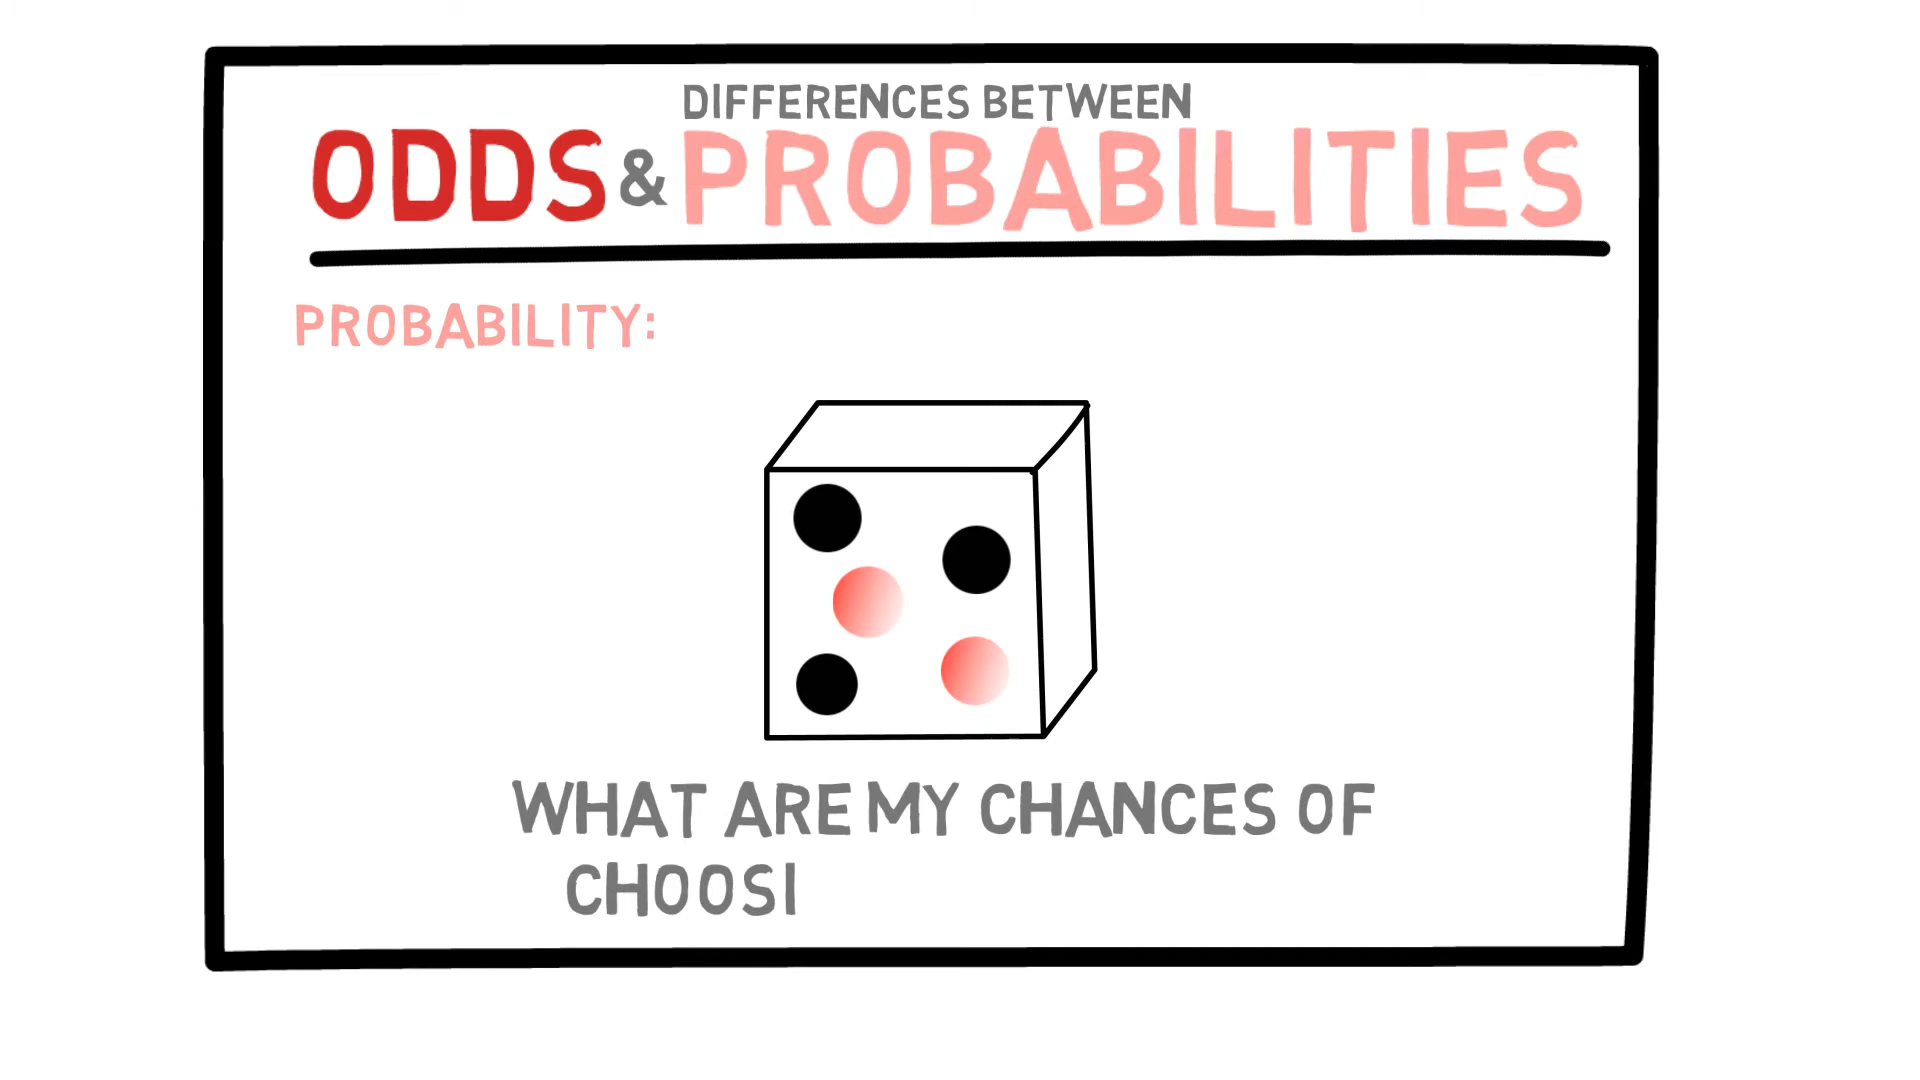 DIFFERENCES BETWEEN
ODDS & PROBABILITIES
PROBABILITY:
WHAT ARE MY CHANCES OF
CHOOSI